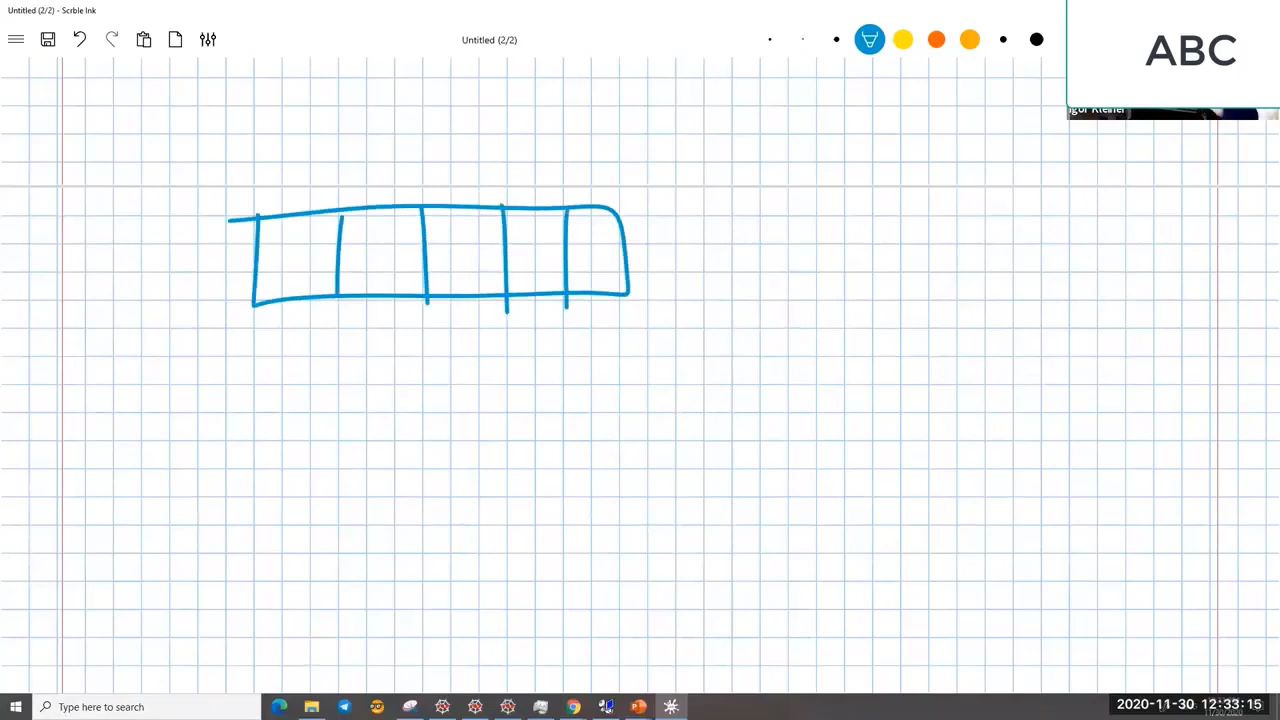 Untitled (2/2) - Scrble Ink
Untitled (2/2)
ABC
Kleiner
Type here to search
2020-11-30 12:33:15